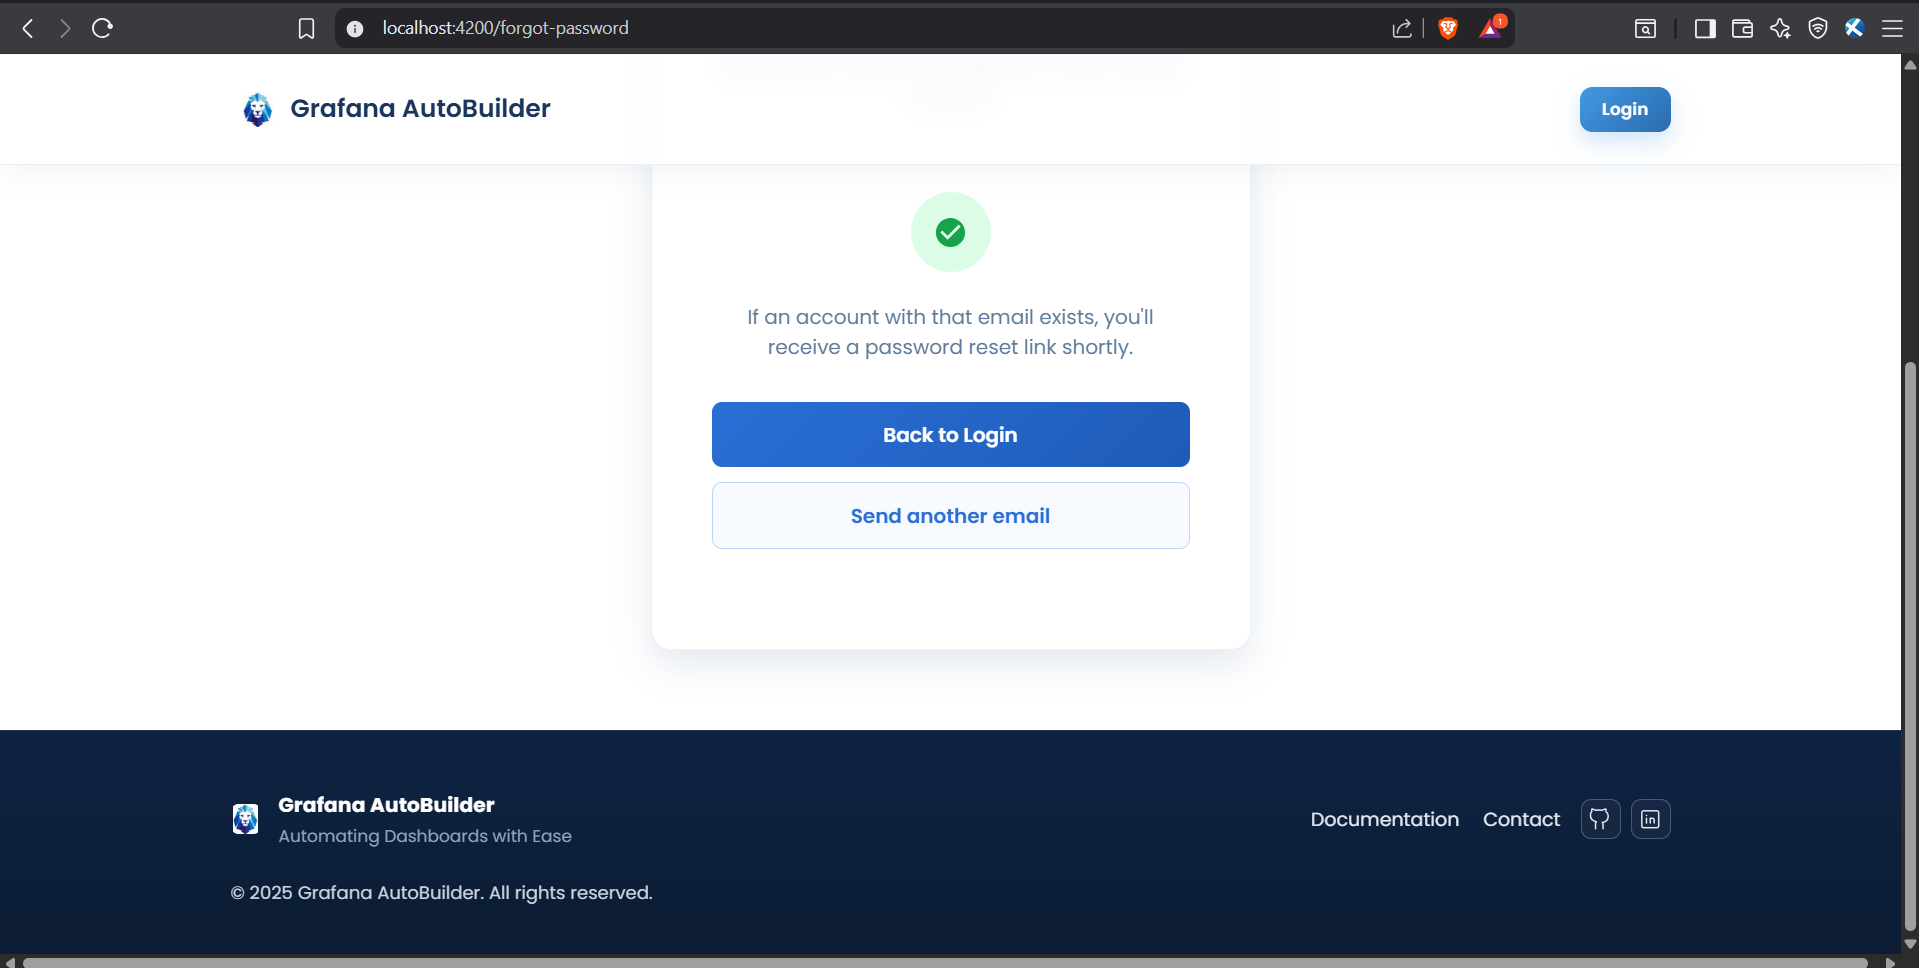 localhost:4200/forgot-password
1
Grafana AutoBuilder
Login
If an account with that email exists, you'll
receive a password reset link shortly.
Back to Login
Send another email
Grafana AutoBuilder
Automating Dashboards with Ease
Documentation
Contact
in
© 2025 Grafana AutoBuilder. All rights reserved.